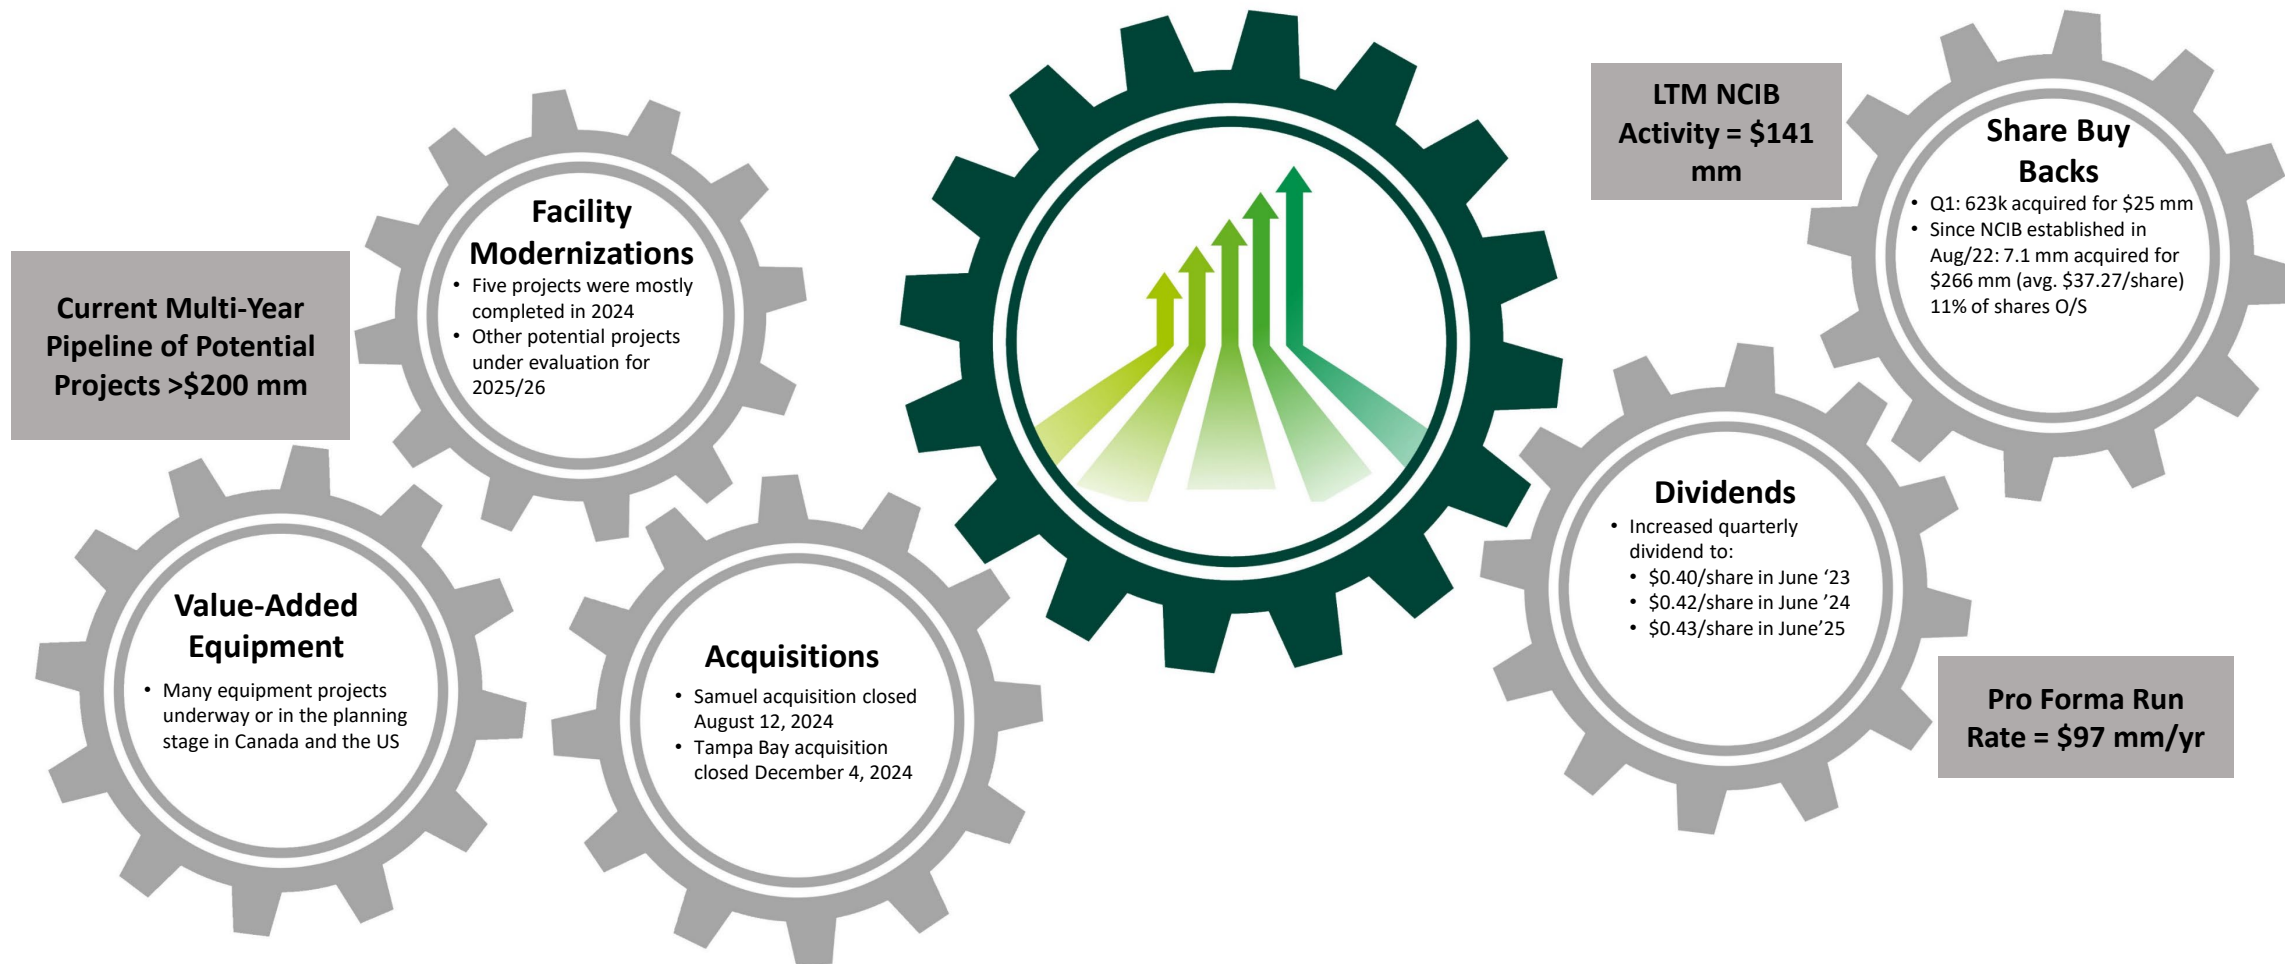 Current Multi-Year
Pipeline of Potential
Projects >$200 mm
Facility
Modernizations
• Five projects were mostly
completed in 2024
• Other potential projects
under evaluation for
2025/26
Value-Added
Equipment
• Many equipment projects
underway or in the planning
stage in Canada and the US
Acquisitions
• Samuel acquisition closed
August 12, 2024
• Tampa Bay acquisition
closed December 4, 2024
LTM NCIB
Activity = $141
mm
Share Buy
Backs
• Q1: 623k acquired for $25 mm
• Since NCIB established in
Aug/22: 7.1 mm acquired for
$266 mm (avg. $37.27/share)
11% of shares O/S
Dividends
• Increased quarterly
dividend to:
• $0.40/share in June ‘23
• $0.42/share in June ’24
• $0.43/share in June’25
Pro Forma Run
Rate = $97 mm/yr